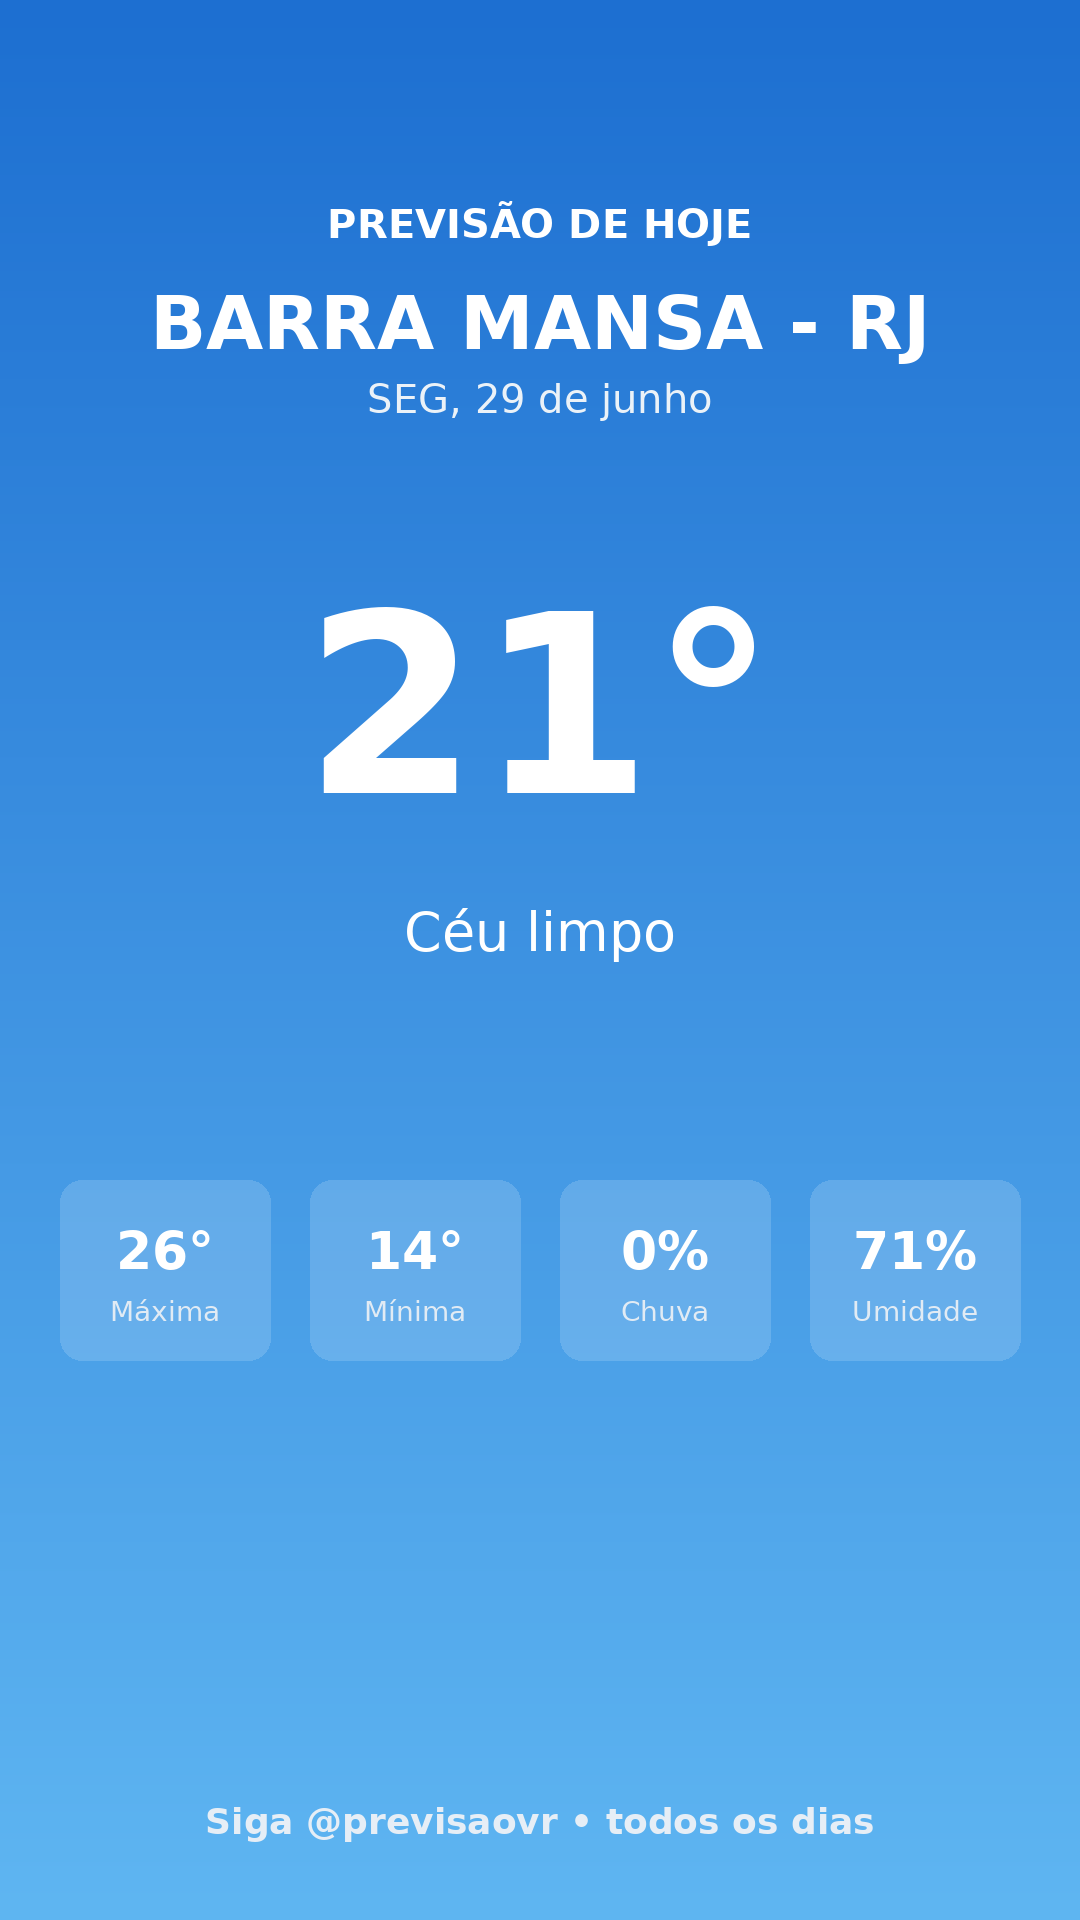 PREVISÃO DE HOJE
BARRA MANSA - RJ
SEG, 29 de junho
21°
Céu limpo
26° 14° 0% 71%
Máxima Mínima Chuva Umidade
Siga @previsaovr • todos os dias